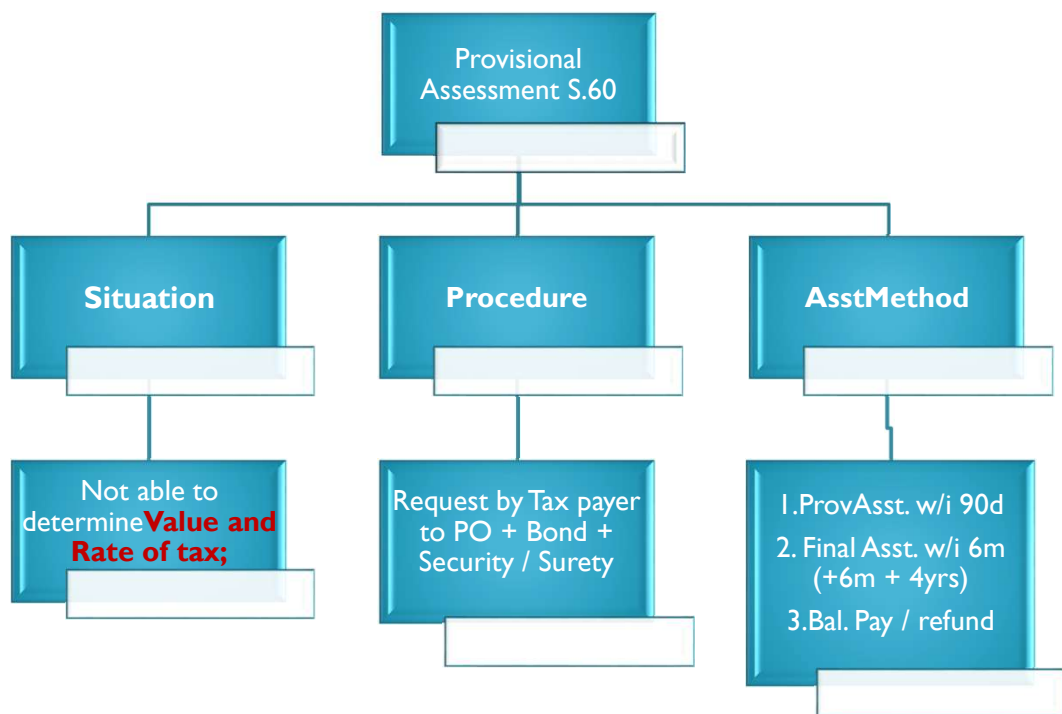 Provisional
Assessment S.60
Situation
Procedure
AsstMethod
Not able to
determineValue and
Rate of tax;
Request by Tax payer
to PO + Bond +
Security / Surety
1.ProvAsst. w/i 90d
2. Final Asst. w/i 6m
(+6m + 4yrs)
3.Bal. Pay / refund